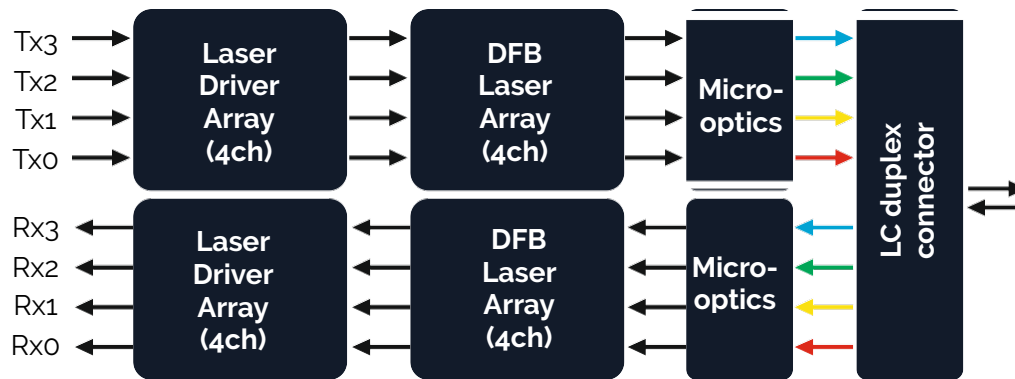 Tx3
Tx2
Tx1
Tx0
Laser
Driver
Array
(4ch)
DFB
Laser
Array
(4ch)
Micro-
optics
LC duplex
connector
Rx3
Rx2
Rx1
Rx0
Laser
Driver
Array
(4ch)
DFB
Laser
Array
(4ch)
Micro-
optics